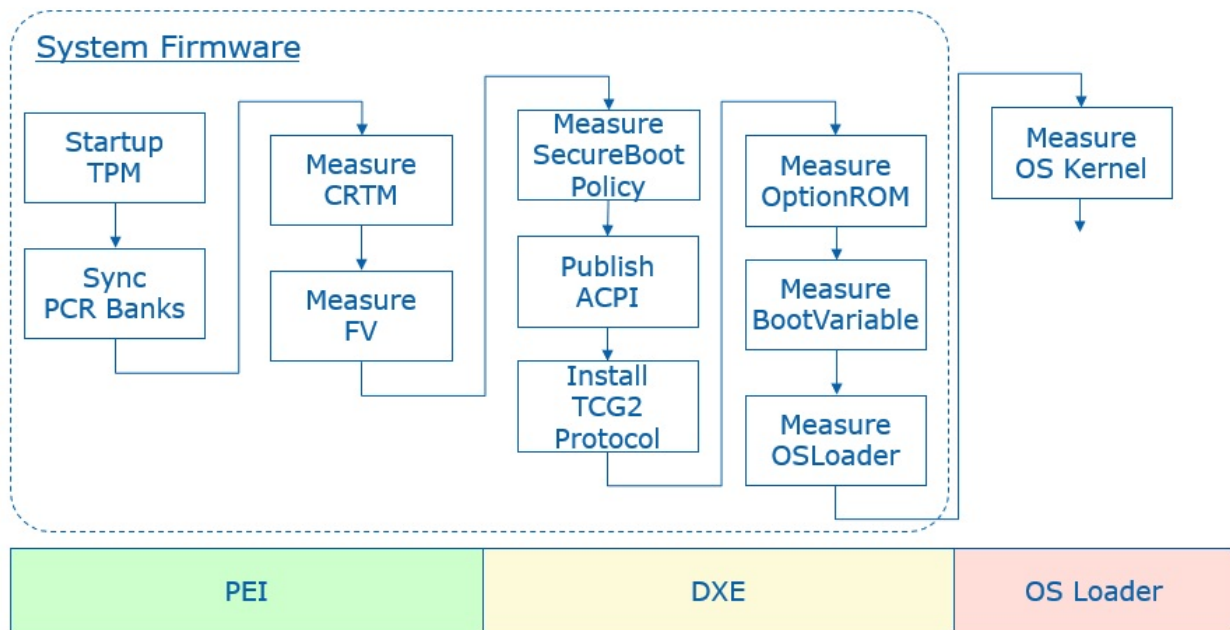 System Firmware
Startup
TPM
Sync
PCR Banks
Measure
CRTM
Measure
FV
Measure
SecureBoot
Policy
Publish
ACPI
Install
TCG2
Protocol
Measure
OptionROM
Measure
BootVariable
Measure
OSLoader
Measure
OS Kernel
PEI
DXE
OS Loader